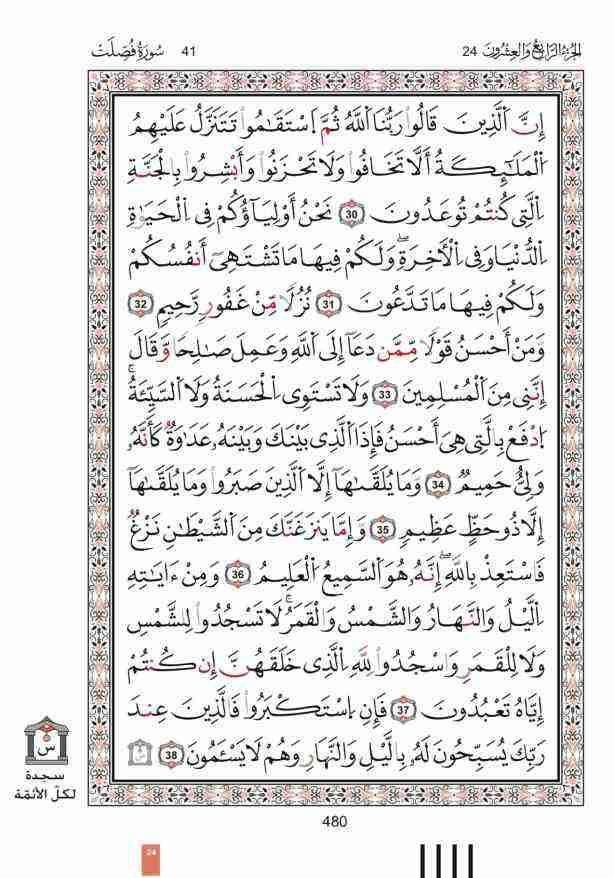 الجزء الرابع والعشرون 24
41 سورة فصلت
إِنَّ ٱلَّذِينَ قَالُوا۟ رَبُّنَا ٱللَّهُ ثُمَّ ٱسْتَقَـٰمُوا۟ تَتَنَزَّلُ عَلَيْهِمُ
ٱلْمَلَـٰٓئِكَةُ أَلَّا تَخَافُوا۟ وَلَا تَحْزَنُوا۟ وَأَبْشِرُوا۟ بِٱلْجَنَّةِ
ٱلَّتِى كُنتُمْ تُوعَدُونَ 30 نَحْنُ أَوْلِيَآؤُكُمْ فِى ٱلْحَيَوٰةِ
ٱلدُّنْيَا وَفِى ٱلْأَخِرَةِ ۖ وَلَكُمْ فِيهَا مَا تَشْتَهِىٓ أَنفُسُكُمْ
وَلَكُمْ فِيهَا مَا تَدَّعُونَ 31 نُزُلًا مِّنْ غَفُورٍ رَّحِيمٍ 32
وَمَنْ أَحْسَنُ قَوْلًا مِّمَّن دَعَآ إِلَى ٱللَّهِ وَعَمِلَ صَـٰلِحًا وَقَالَ
إِنَّنِى مِنَ ٱلْمُسْلِمِينَ 33 وَلَا تَسْتَوِى ٱلْحَسَنَةُ وَلَا ٱلسَّيِّئَةُ ۚ
ٱدْفَعْ بِٱلَّتِى هِىَ أَحْسَنُ فَإِذَا ٱلَّذِى بَيْنَكَ وَبَيْنَهُۥ عَدَٰوَةٌ كَأَنَّهُۥ
وَلِىٌّ حَمِيمٌ 34 وَمَا يُلَقَّىٰهَآ إِلَّا ٱلَّذِينَ صَبَرُوا۟ وَمَا يُلَقَّىٰهَآ
إِلَّا ذُو حَظٍّ عَظِيمٍ 35 وَإِمَّا يَنزَغَنَّكَ مِنَ ٱلشَّيْطَـٰنِ نَزْغٌ
فَٱسْتَعِذْ بِٱللَّهِ ۖ إِنَّهُۥ هُوَ ٱلسَّمِيعُ ٱلْعَلِيمُ 36 وَمِنْ ءَايَـٰتِهِ
ٱلَّيْلُ وَٱلنَّهَارُ وَٱلشَّمْسُ وَٱلْقَمَرُ ۚ لَا تَسْجُدُوا۟ لِلشَّمْسِ
وَلَا لِلْقَمَرِ وَٱسْجُدُوا۟ لِلَّهِ ٱلَّذِى خَلَقَهُنَّ إِن كُنتُمْ
إِيَّاهُ تَعْبُدُونَ 37 فَإِنِ ٱسْتَكْبَرُوا۟ فَٱلَّذِينَ عِندَ
رَبِّكَ يُسَبِّحُونَ لَهُۥ بِٱلَّيْلِ وَٱلنَّهَارِ وَهُمْ لَا يَسْـَٔمُونَ 38 س
س
سجدة
لكلّ الأئمّة
480
24